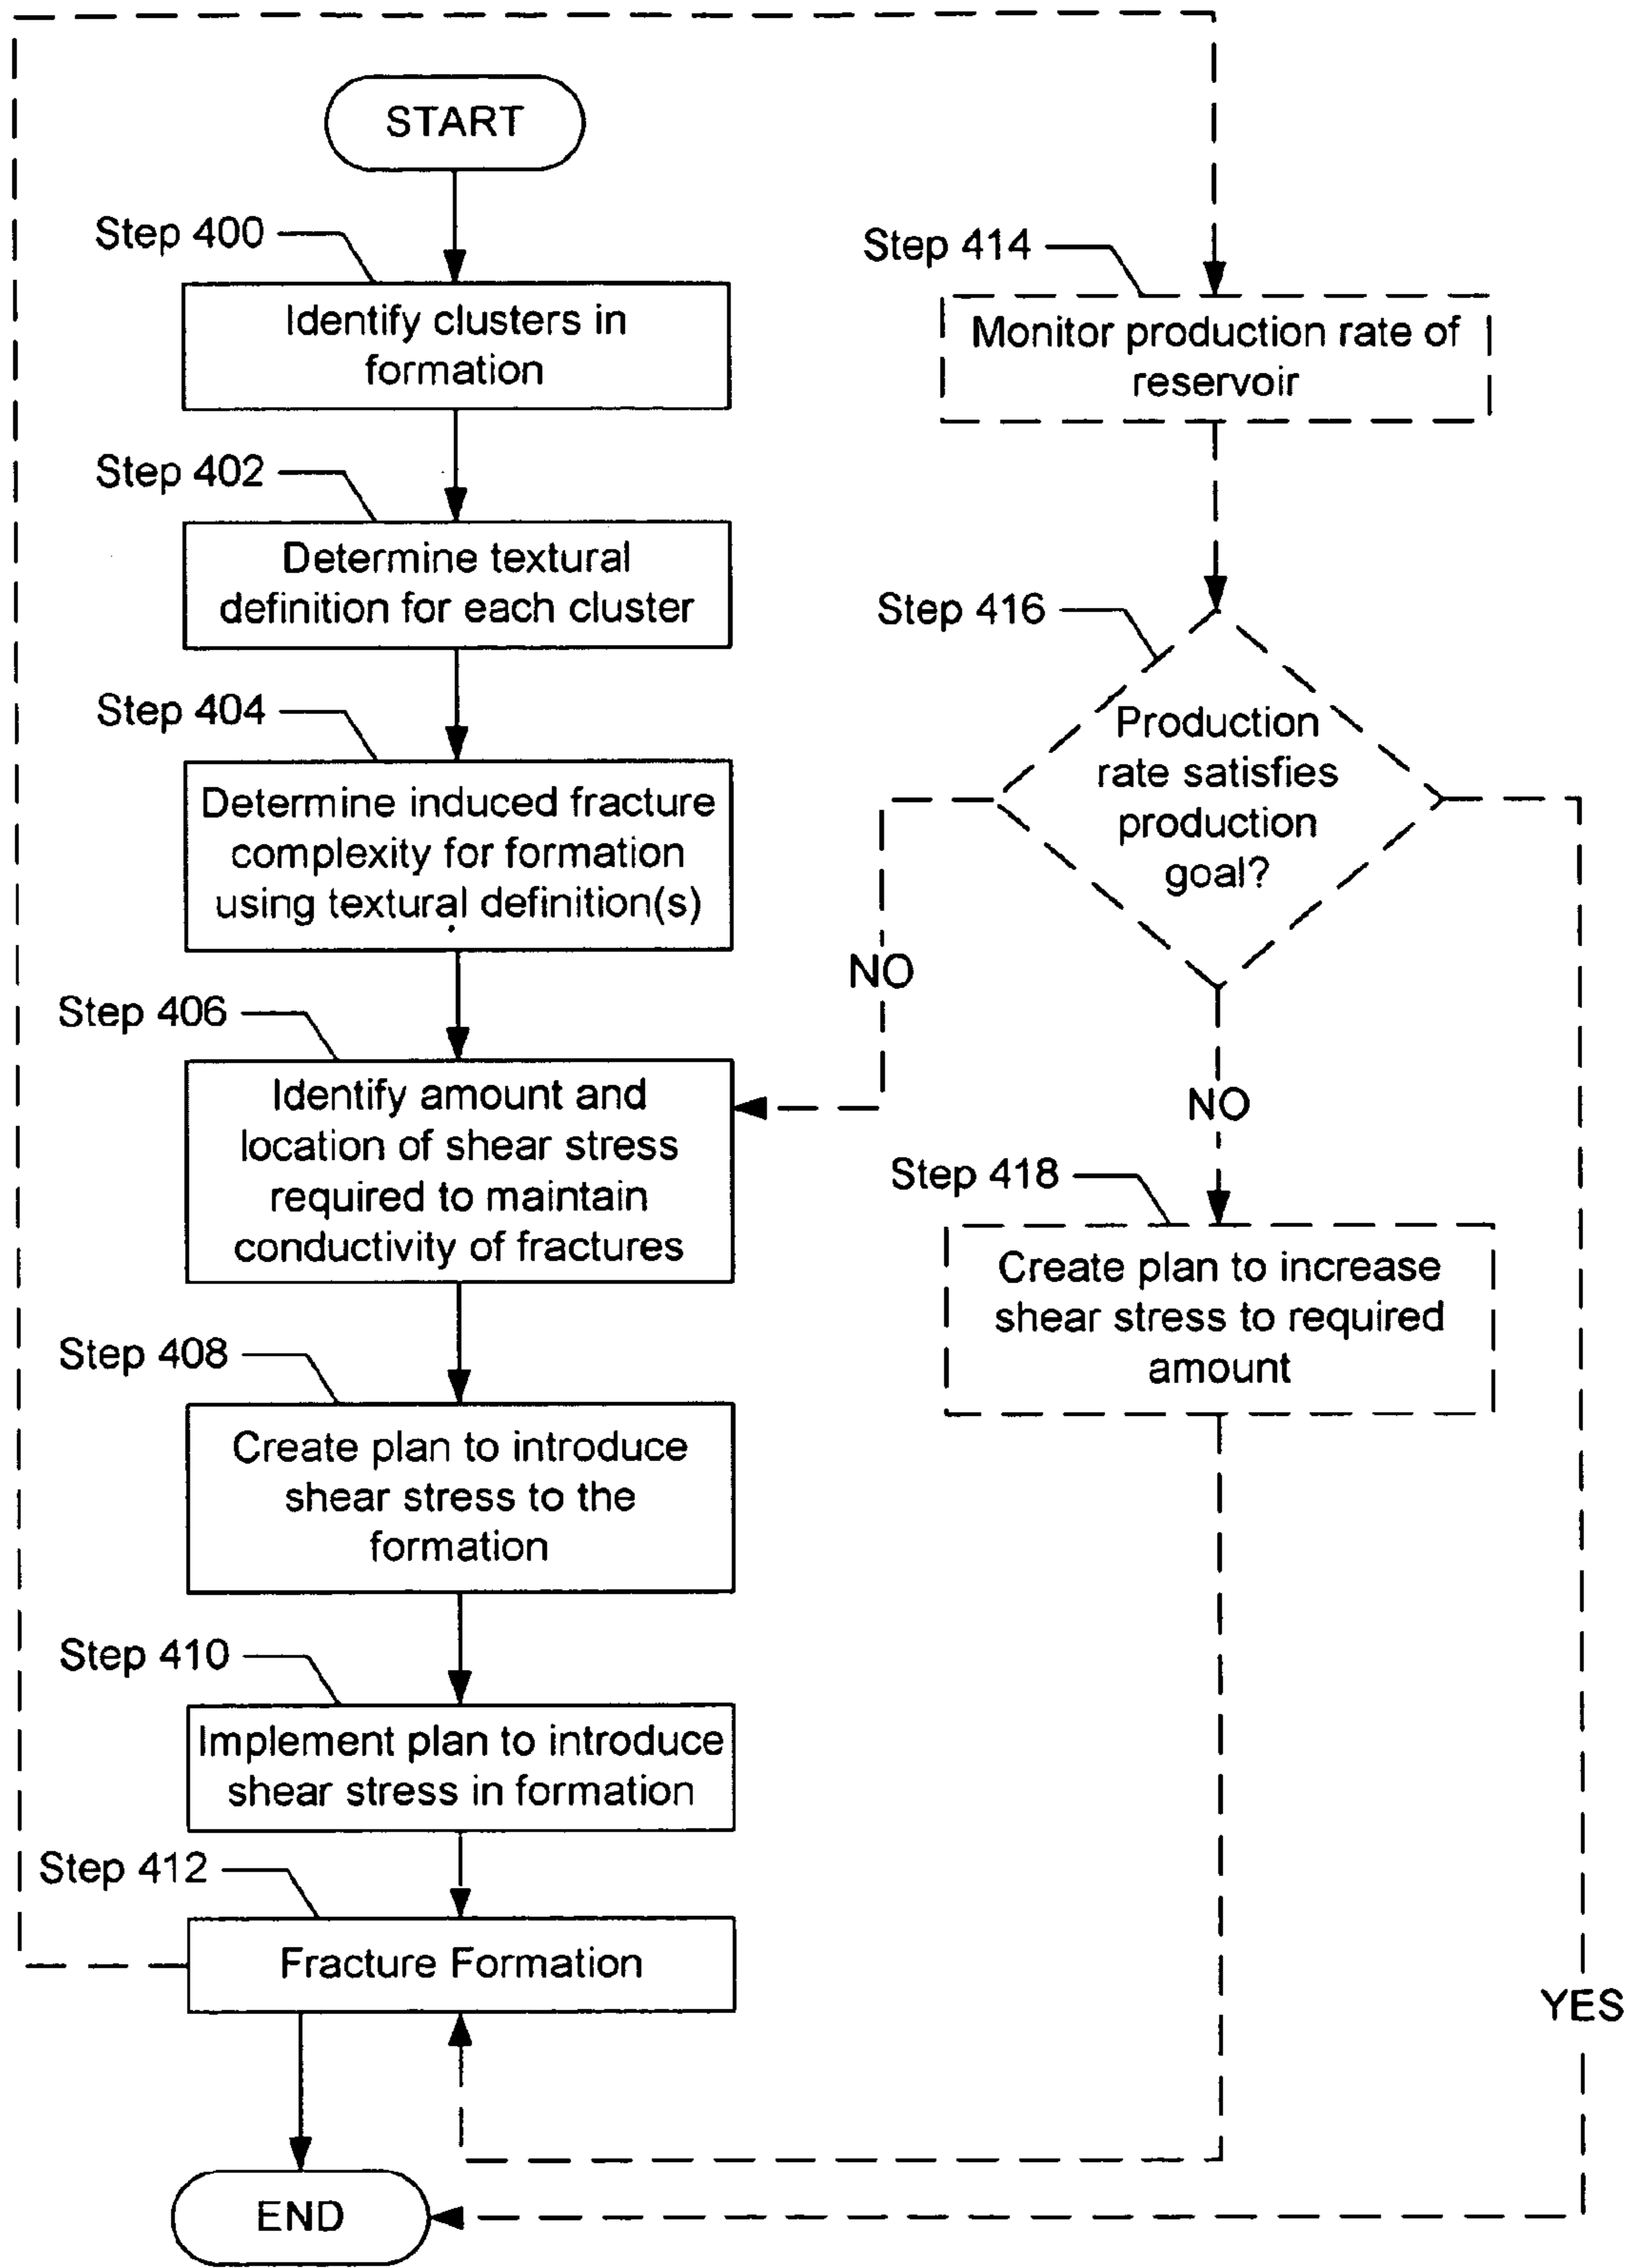 START
Step 400
Identify clusters in
formation
Step 402
Determine textural
definition for each cluster
Step 404
Determine induced fracture
complexity for formation
using textural definition(s)
Step 406
Identify amount and
location of shear stress
required to maintain
conductivity of fractures
Step 408
Create plan to introduce
shear stress to the
formation
Step 410
Implement plan to introduce
shear stress in formation
Step 412
Fracture Formation
END
Step 414
Monitor production rate of
reservoir
Step 416
Production
rate satisfies
production
goal?
NO
NO
Step 418
Create plan to increase
shear stress to required
amount
YES